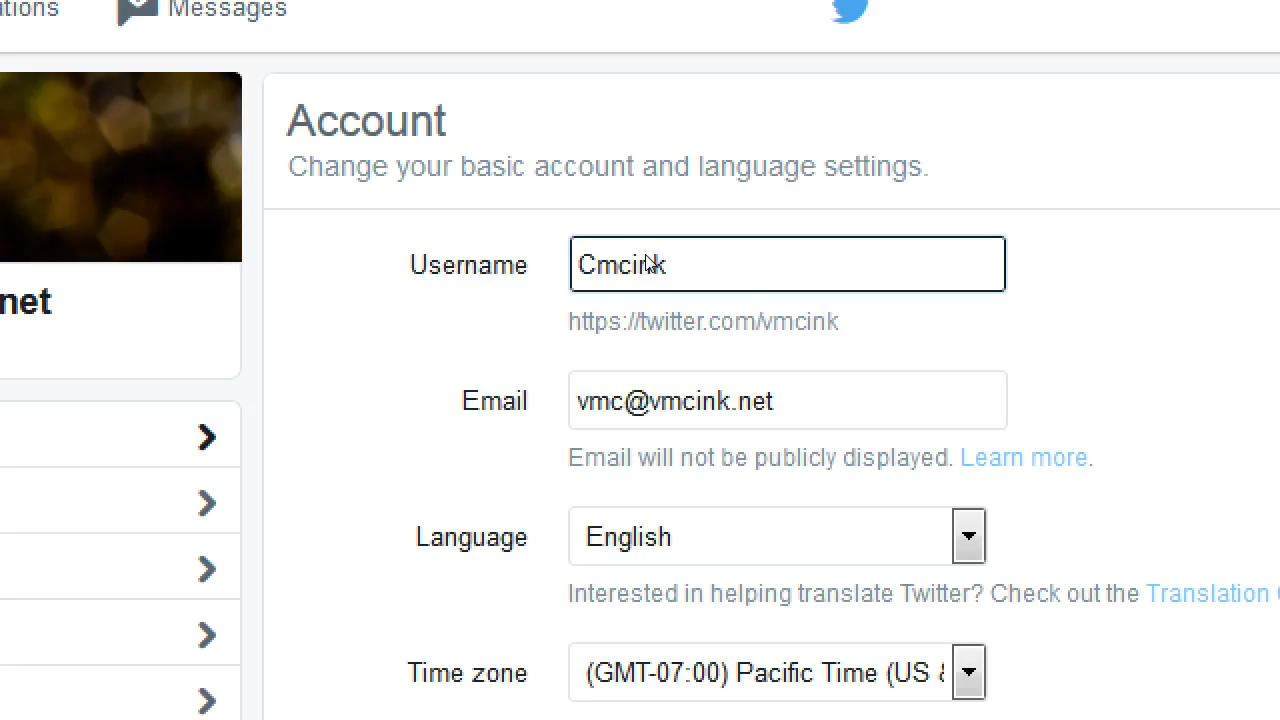 Messages
Account
Change your basic account and language settings.
net
Username
Cmcink
https://twitter.com/vmcink
Email
vmc@vmcink.net
Email will not be publicly displayed. Learn more.
Language
English
Interested in helping translate Twitter? Check out the Translation
Time zone
(GMT-07:00) Pacific Time (US &